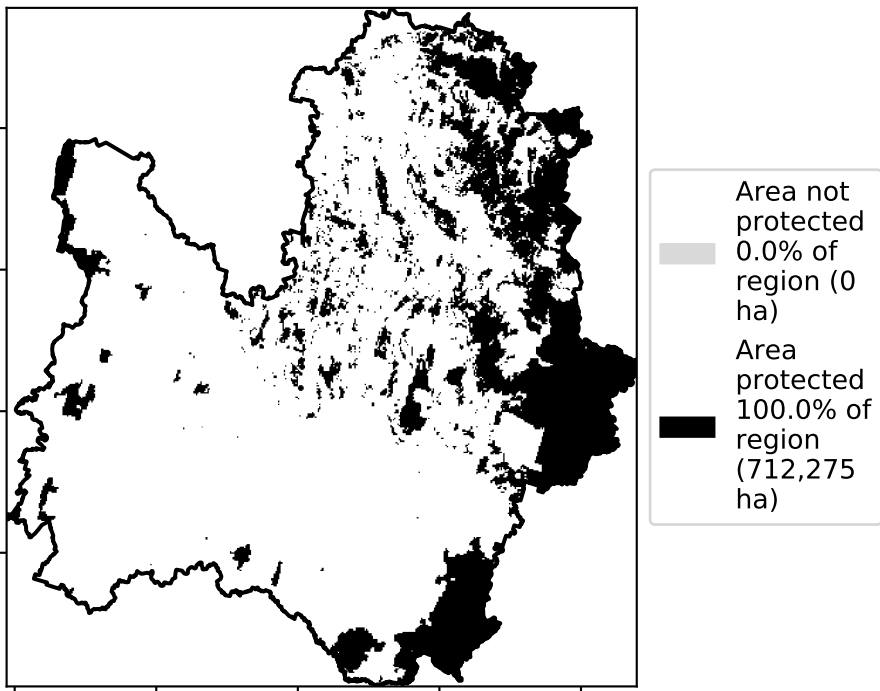 Area not
protected
0.0% of
region (0
ha)
Area
protected
100.0% of
region
(712,275
ha)